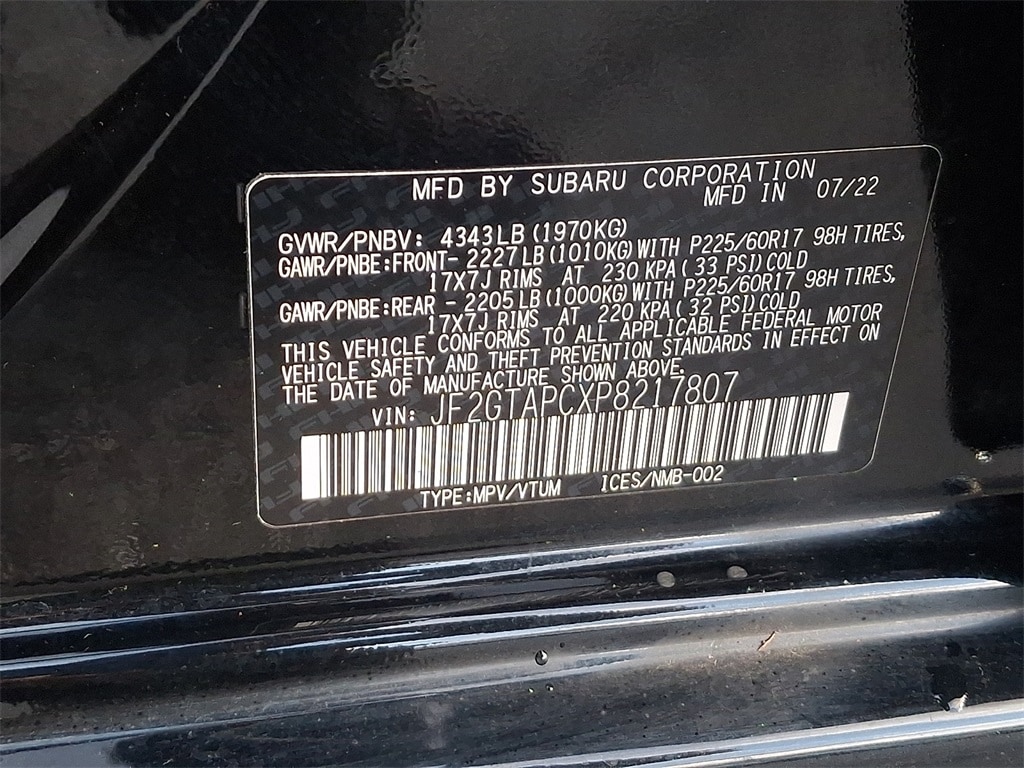 MFD BY SUBARU CORPORATION
MFD IN 07/22
GVWR/PNBV: 4343LB(1970KG)
GAWR/PNBE:FRONT- 2227LB(1010KG)WITH P225/60R17 98H TIRES,
17X7J RIMS AT 230 KPA(33 PSI)COLD
GAWR/PNBE:REAR - 2205LB(1000KG)WITH P225/60R17 98H TIRES,
17X7J RIMS AT 220 KPA(32 PSI)COLD
THIS VEHICLE CONFORMS TO ALL APPLICABLE FEDERAL MOTOR
VEHICLE SAFETY AND THEFT PREVENTION STANDARDS IN EFFECT ON
THE DATE OF MANUFACTURE SHOWN ABOVE.
VIN: JF2GTAPCXP8217807
TYPE:MPV/VTUM ICES/NMB-002